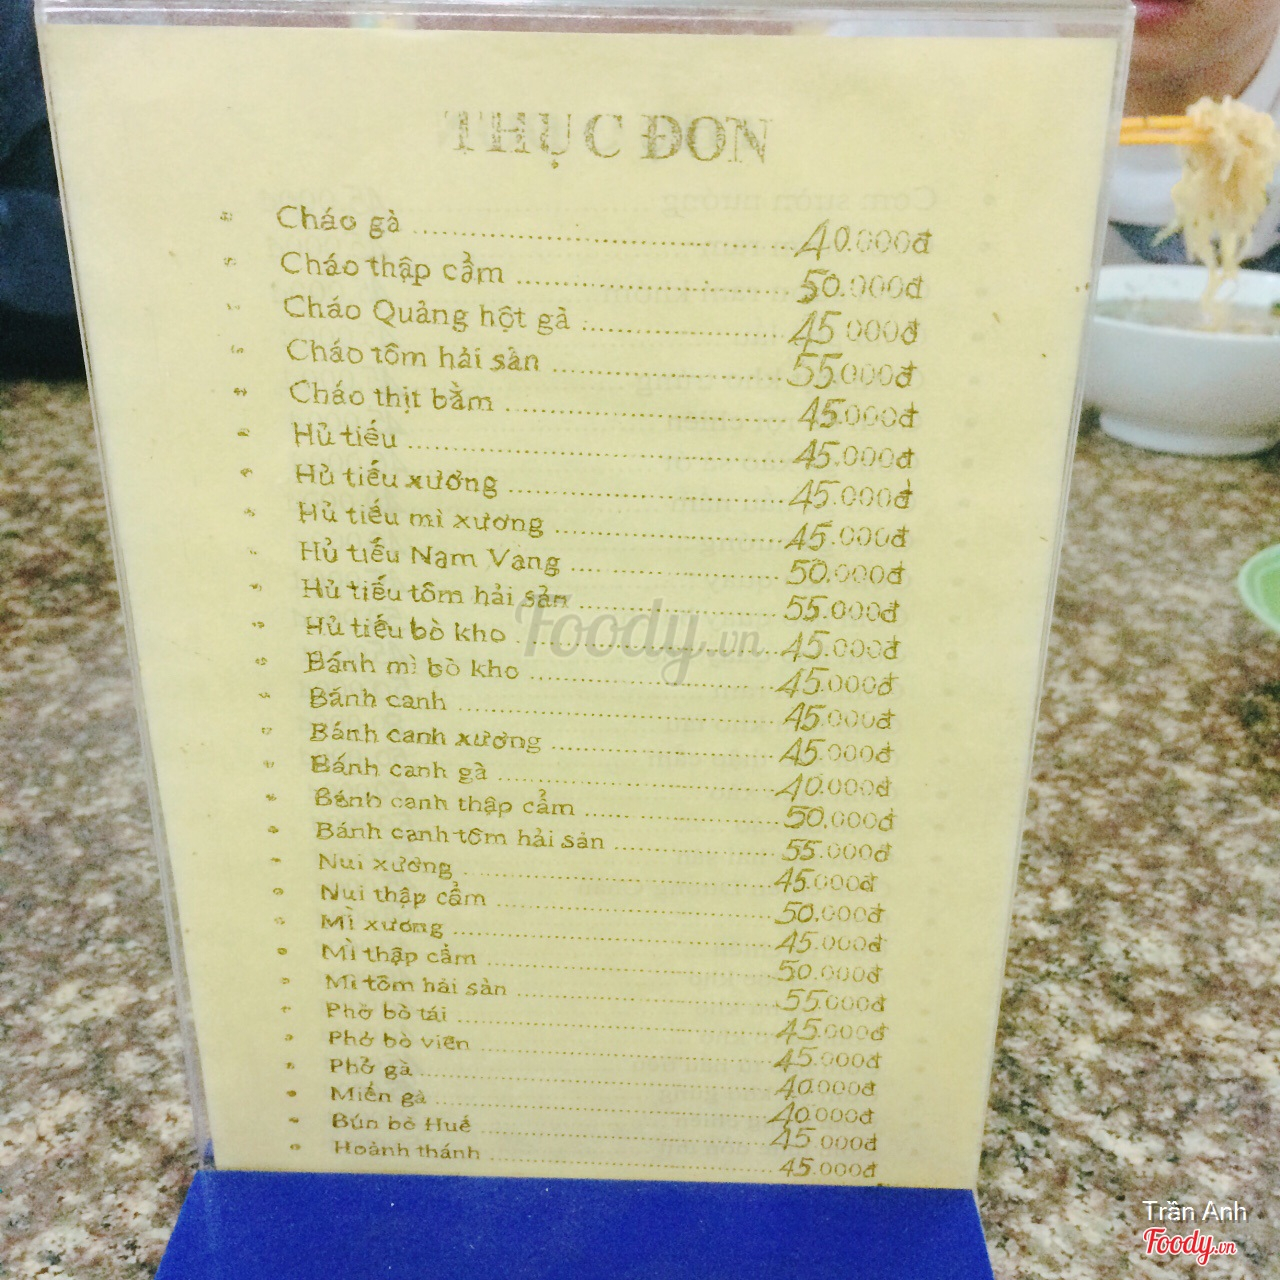 THỰC ĐƠN
Cháo gà 40.000đ
Cháo thập cẩm 50.000đ
Cháo Quảng hột gà 45.000đ
Cháo tôm hải sản 55.000đ
Cháo thịt bằm 45.000đ
Hủ tiếu 45.000đ
Hủ tiếu xương 45.000đ
Hủ tiếu mì xương 45.000đ
Hủ tiếu Nam Vang 50.000đ
Hủ tiếu tôm hải sản 55.000đ
Hủ tiếu bò kho 45.000đ
Bánh mì bò kho 45.000đ
Bánh canh 45.000đ
Bánh canh xương 45.000đ
Bánh canh gà 40.000đ
Bánh canh thập cẩm 50.000đ
Bánh canh tôm hải sản 55.000đ
Nui xương 45.000đ
Nui thập cẩm 50.000đ
Mì xương 45.000đ
Mì thập cẩm 50.000đ
Mì tôm hải sản 55.000đ
Phở bò tái 45.000đ
Phở bò viên 45.000đ
Phở gà 40.000đ
Miến gà 40.000đ
Bún bò Huế 45.000đ
Hoành thánh 45.000đ
Foody.vn
Trần Anh
Foody.vn